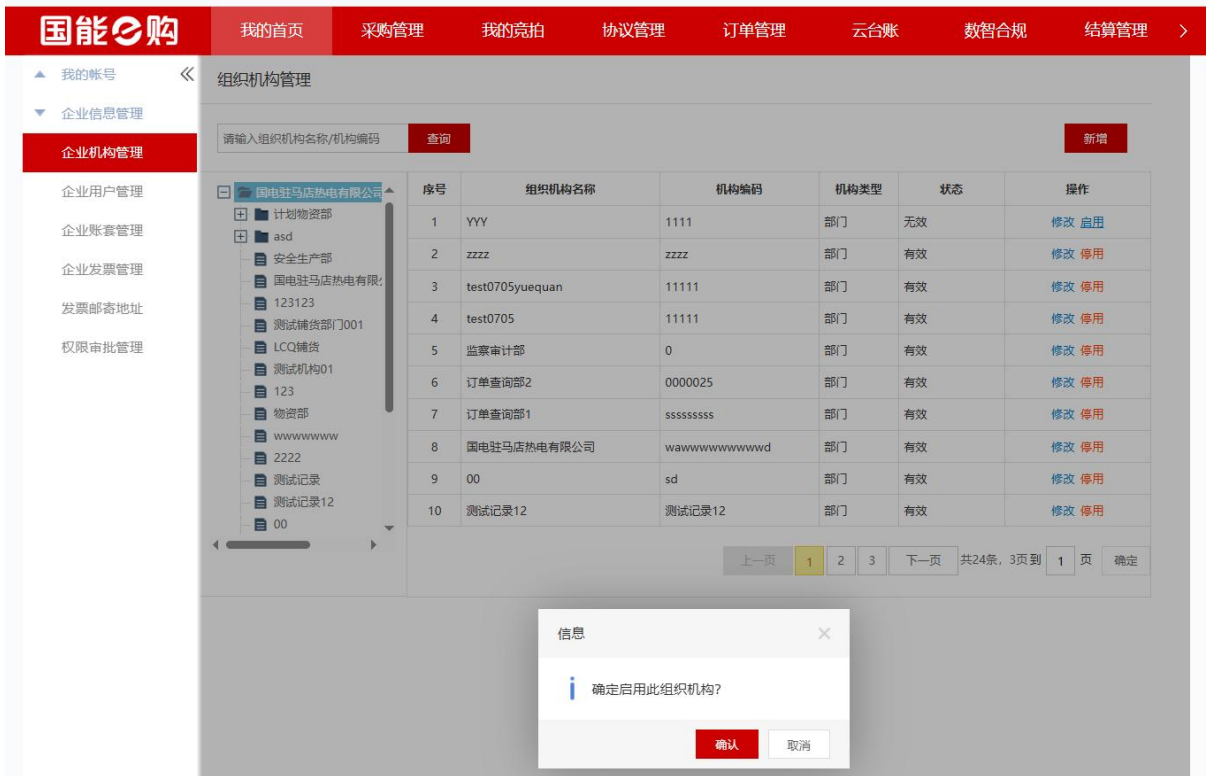 国能e购 我的首页 采购管理 我的竞拍 协议管理 订单管理 云台账 数智合规 结算管理
我的帐号
企业信息管理
企业机构管理
企业用户管理
企业账套管理
企业发票管理
发票邮寄地址
权限审批管理
组织机构管理
请输入组织机构名称/机构编码 查询 新增
国电驻马店热电有限公司
计划物资部
asd
安全生产部
国电驻马店热电有限
123123
测试铺货部门001
LCQ铺货
测试机构01
123
物资部
wwwwwww
2222
测试记录
测试记录12
00
序号 组织机构名称 机构编码 机构类型 状态 操作
1 YYY 1111 部门 无效 修改 启用
2 zzzz zzzz 部门 有效 修改 停用
3 test0705yuequan 11111 部门 有效 修改 停用
4 test0705 11111 部门 有效 修改 停用
5 监察审计部 0 部门 有效 修改 停用
6 订单查询部2 0000025 部门 有效 修改 停用
7 订单查询部1 sssssssss 部门 有效 修改 停用
8 国电驻马店热电有限公司 wawwwwwwwwwd 部门 有效 修改 停用
9 00 sd 部门 有效 修改 停用
10 测试记录12 测试记录12 部门 有效 修改 停用
上一页 1 2 3 下一页 共24条, 3页 到 1 页 确定
信息
确定启用此组织机构?
确认 取消